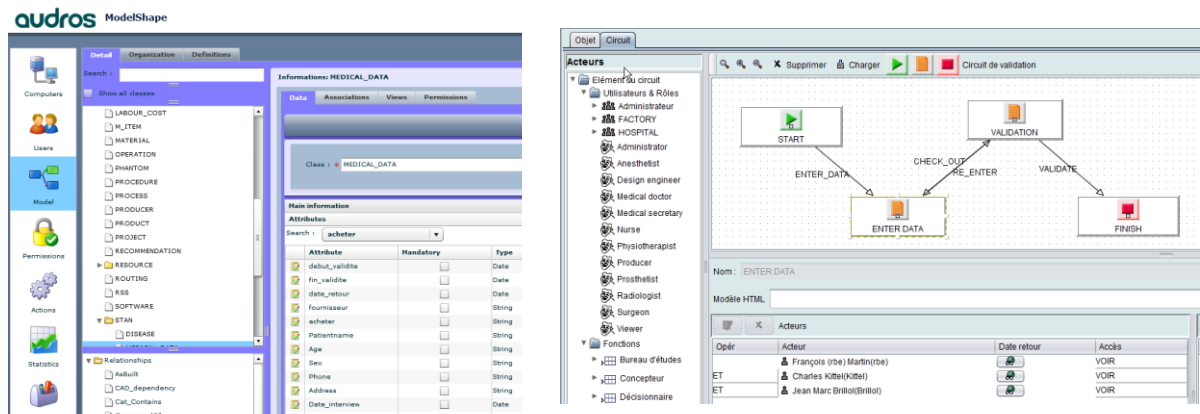 audros ModelShape
Detail Organization Definitions
Search :
Show all classes
Computers
Users
Model
Permissions
Actions
Statistics
LABOUR_COST
M_ITEM
MATERIAL
OPERATION
PHANTOM
PROCEDURE
PROCESS
PRODUCER
PRODUCT
PROJECT
RECOMMENDATION
RESOURCE
ROUTING
RSS
SOFTWARE
STAN
DISEASE
Relationships
AsBuilt
CAD_dependency
Cat_Contains
Informations: MEDICAL_DATA
Data Associations Views Permissions
Class : MEDICAL_DATA
Main information
Attributes
Search : acheter
Attribute Mandatory Type
debut_validite Date
fin_validite Date
date_retour Date
fournisseur String
acheter String
Patientname String
Age String
Sex String
Phone String
Address String
Date_interview Date
Objet Circuit
Acteurs
Elément du circuit
Utilisateurs & Rôles
Administrateur
FACTORY
HOSPITAL
Administrator
Anesthetist
Design engineer
Medical doctor
Medical secretary
Nurse
Physiotherapist
Producer
Prosthetist
Radiologist
Surgeon
Viewer
Fonctions
Bureau d'études
Concepteur
Décisionnaire
X Supprimer Charger Circuit de validation
START
VALIDATION
ENTER_DATA
CHECK_OUT
RE_ENTER
VALIDATE
ENTER DATA
FINISH
Nom : ENTER DATA
Modèle HTML
X Acteurs
Opér Acteur Date retour Accès
François (rbe) Martin(rbe) VOIR
ET Charles Kittel(Kittel) VOIR
ET Jean Marc Brillol(Brillol) VOIR